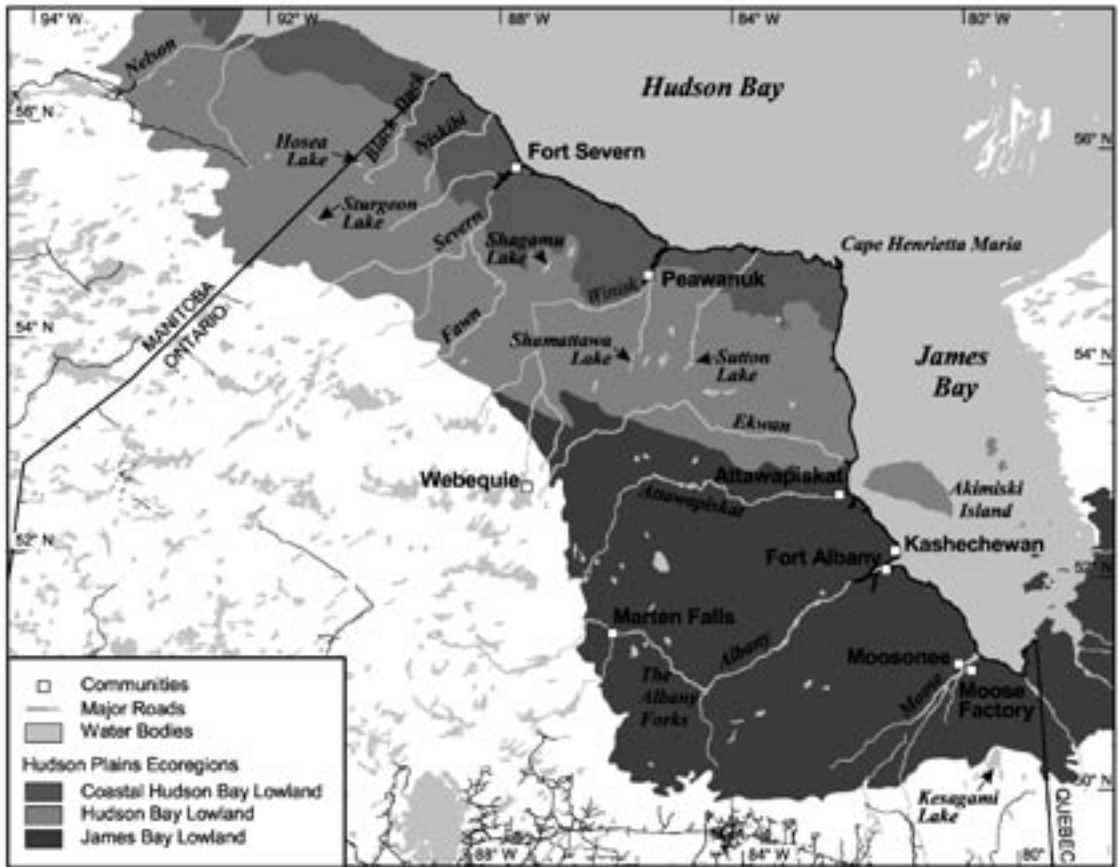 94° W
92° W
88° W
84° W
80° W
Nelson
Hudson Bay
56° N
56° N
Black Duck
Niskibi
Hosea
Lake
Fort Severn
Sturgeon
Lake
Severn
Shagamu
Lake
Cape Henrietta Maria
Winisk
Peawanuk
MANITOBA
ONTARIO
54° N
54° N
Fawn
Shamattawa
Lake
Sutton
Lake
James
Bay
Ekwan
Webequie
Attawapiskat
Attawapiskat
Akimiski
Island
52° N
Kashechewan
Fort Albany
52° N
Marten Falls
Albany
The
Albany
Forks
Moosonee
Moose
Moose
Factory
Kesagami
Lake
50° N
QUEBEC
Communities
Major Roads
Water Bodies
Hudson Plains Ecoregions
Coastal Hudson Bay Lowland
Hudson Bay Lowland
James Bay Lowland
88° W
84° W
80°